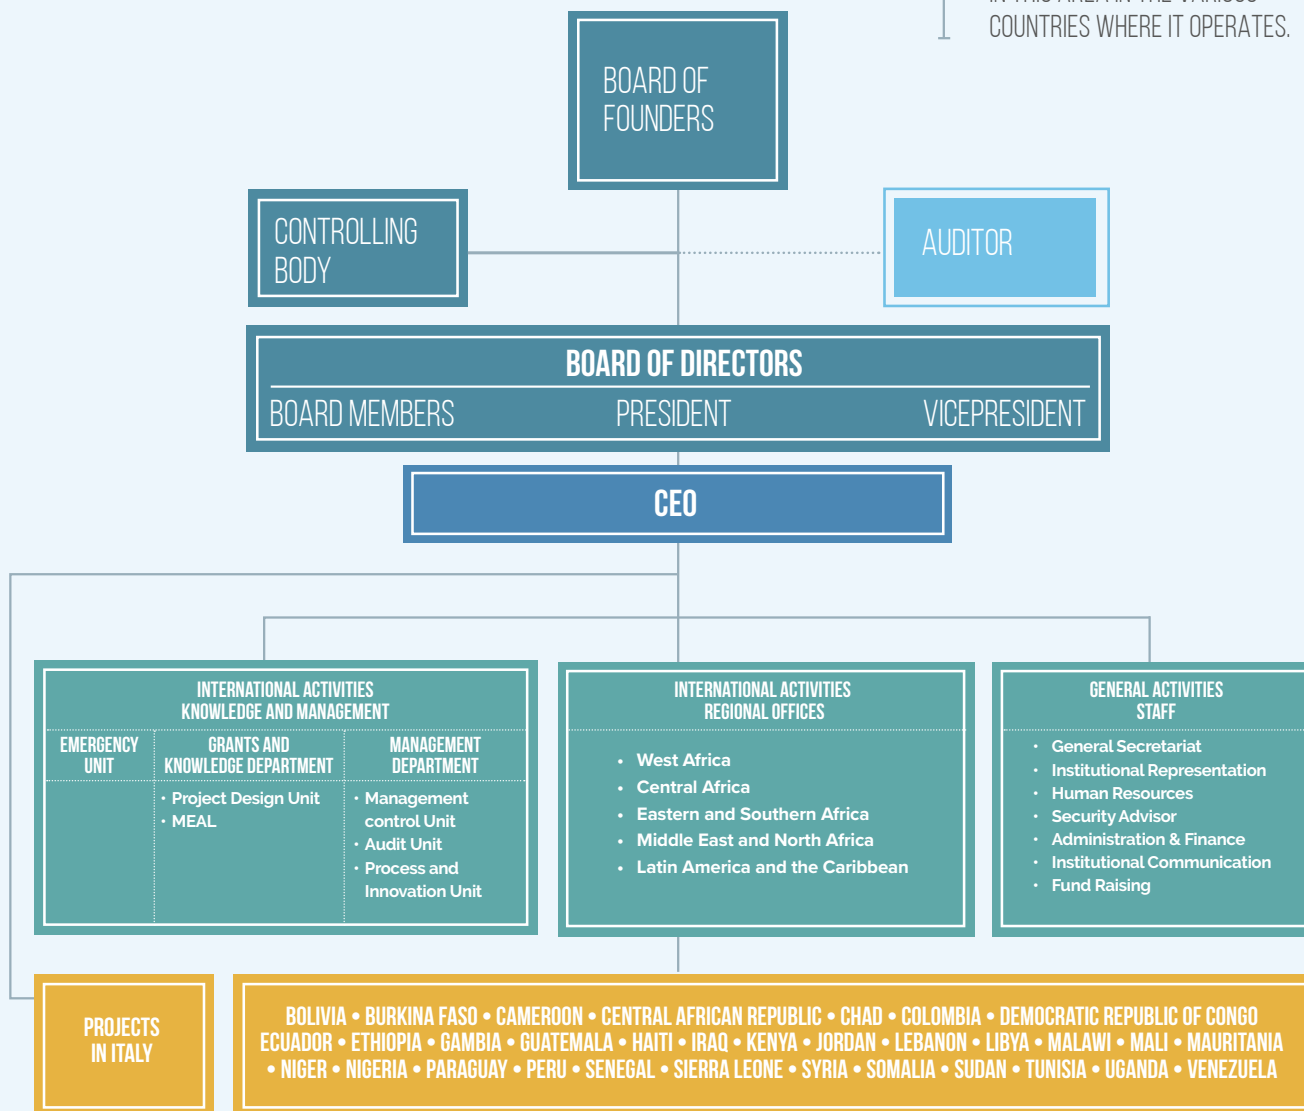 COUNTRIES WHERE IT OPERATES.
BOARD OF
FOUNDERS
CONTROLLING
BODY
AUDITOR
BOARD OF DIRECTORS
BOARD MEMBERS PRESIDENT VICEPRESIDENT
CEO
INTERNATIONAL ACTIVITIES
KNOWLEDGE AND MANAGEMENT
EMERGENCY
UNIT
GRANTS AND
KNOWLEDGE DEPARTMENT
• Project Design Unit
• MEAL
MANAGEMENT
DEPARTMENT
• Management
control Unit
• Audit Unit
• Process and
Innovation Unit
INTERNATIONAL ACTIVITIES
REGIONAL OFFICES
• West Africa
• Central Africa
• Eastern and Southern Africa
• Middle East and North Africa
• Latin America and the Caribbean
GENERAL ACTIVITIES
STAFF
• General Secretariat
• Institutional Representation
• Human Resources
• Security Advisor
• Administration & Finance
• Institutional Communication
• Fund Raising
PROJECTS
IN ITALY
BOLIVIA • BURKINA FASO • CAMEROON • CENTRAL AFRICAN REPUBLIC • CHAD • COLOMBIA • DEMOCRATIC REPUBLIC OF CONGO
ECUADOR • ETHIOPIA • GAMBIA • GUATEMALA • HAITI • IRAQ • KENYA • JORDAN • LEBANON • LIBYA • MALAWI • MALI • MAURITANIA
• NIGER • NIGERIA • PARAGUAY • PERU • SENEGAL • SIERRA LEONE • SYRIA • SOMALIA • SUDAN • TUNISIA • UGANDA • VENEZUELA